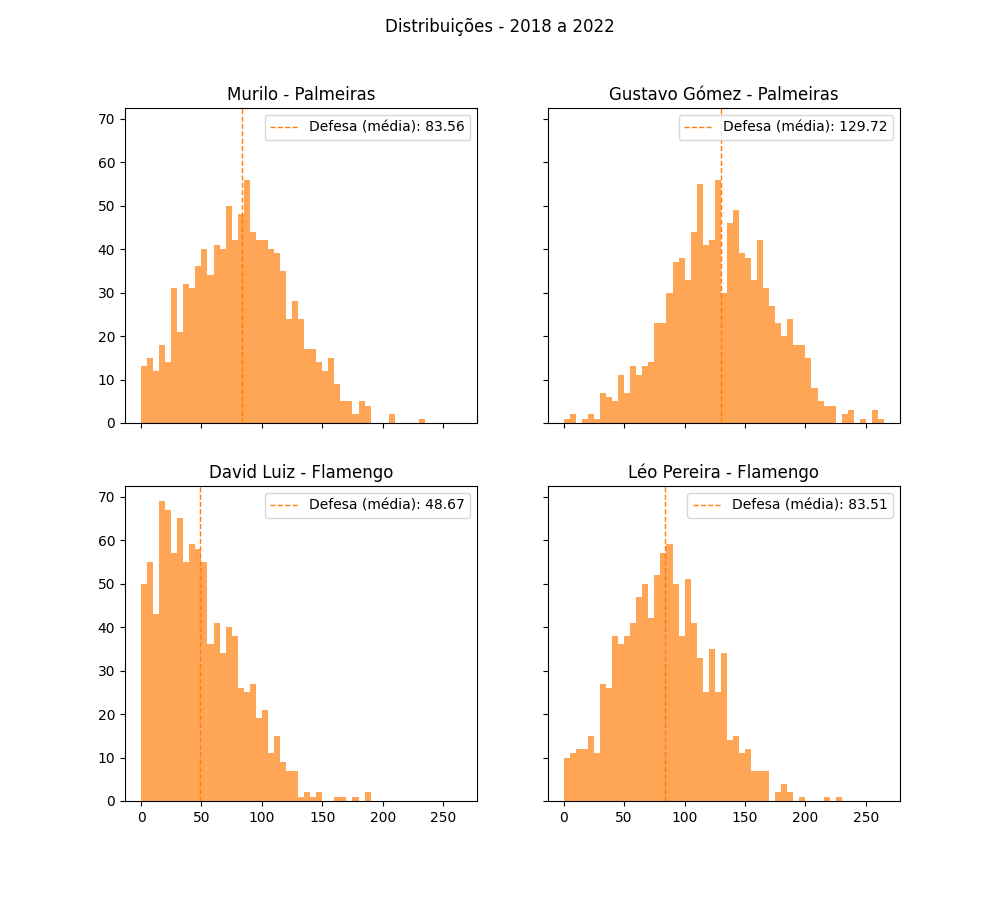 Distribuições - 2018 a 2022
Murilo - Palmeiras
Gustavo Gómez - Palmeiras
70
60
50
40
30
20
10
0
Defesa (média): 83.56
Defesa (média): 129.72
David Luiz - Flamengo
Léo Pereira - Flamengo
70
60
50
40
30
20
10
0
Defesa (média): 48.67
Defesa (média): 83.51
0 50 100 150 200 250
0 50 100 150 200 250